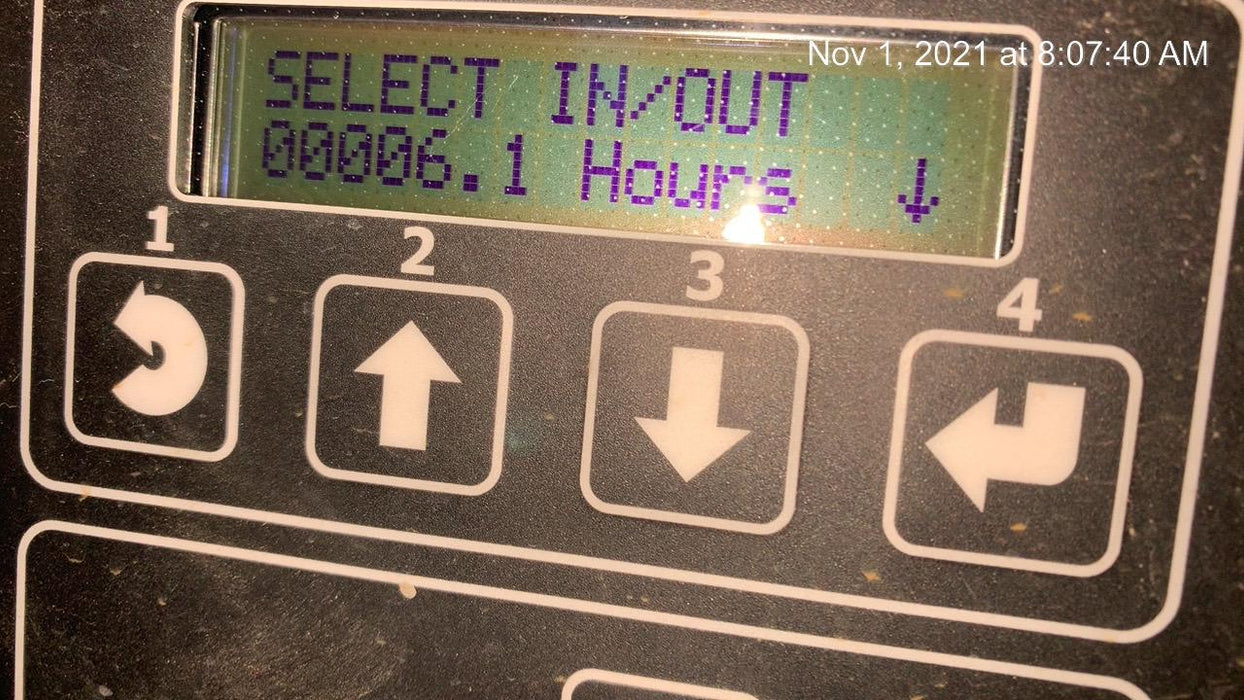 Nov 1, 2021 at 8:07:40 AM
SELECT IN/OUT
00006.1 Hours ↓
1 2 3 4